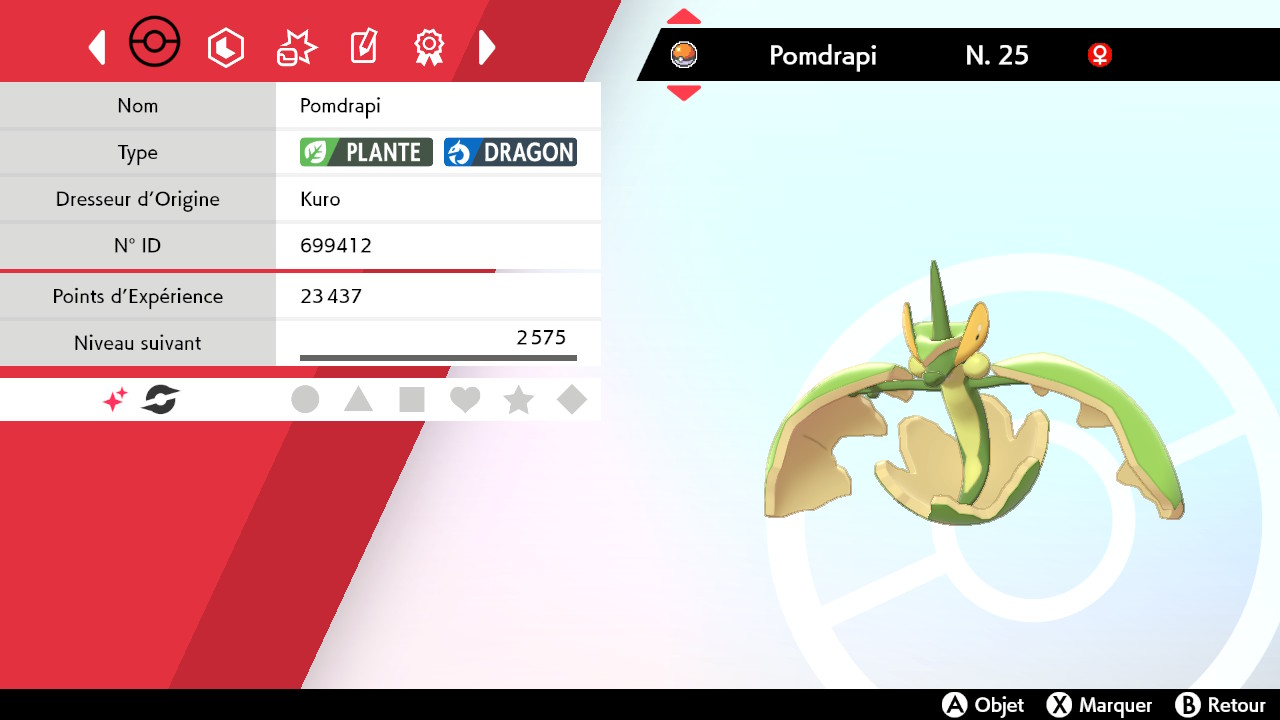 Pomdrapi N. 25
Nom Pomdrapi
Type PLANTE DRAGON
Dresseur d'Origine Kuro
N° ID 699412
Points d'Expérience 23 437
Niveau suivant 2 575
A Objet X Marquer B Retour